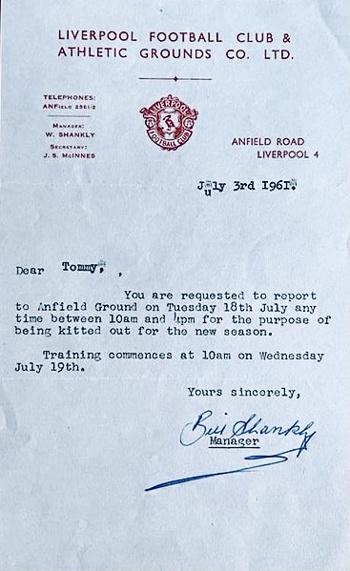 LIVERPOOL FOOTBALL CLUB &
ATHLETIC GROUNDS CO. LTD.
TELEPHONES:
ANFIELD 2361/2
MANAGER:
W. SHANKLY
SECRETARY:
J. S. McINNES
LIVERPOOL
FOOTBALL CLUB
ANFIELD ROAD
LIVERPOOL 4
July 3rd 1961.
Dear Tommy, ,
You are requested to report
to Anfield Ground on Tuesday 18th July any
time between 10am and 4pm for the purpose of
being kitted out for the new season.
Training commences at 10am on Wednesday
July 19th.
Yours sincerely,
Bill Shankly
Manager